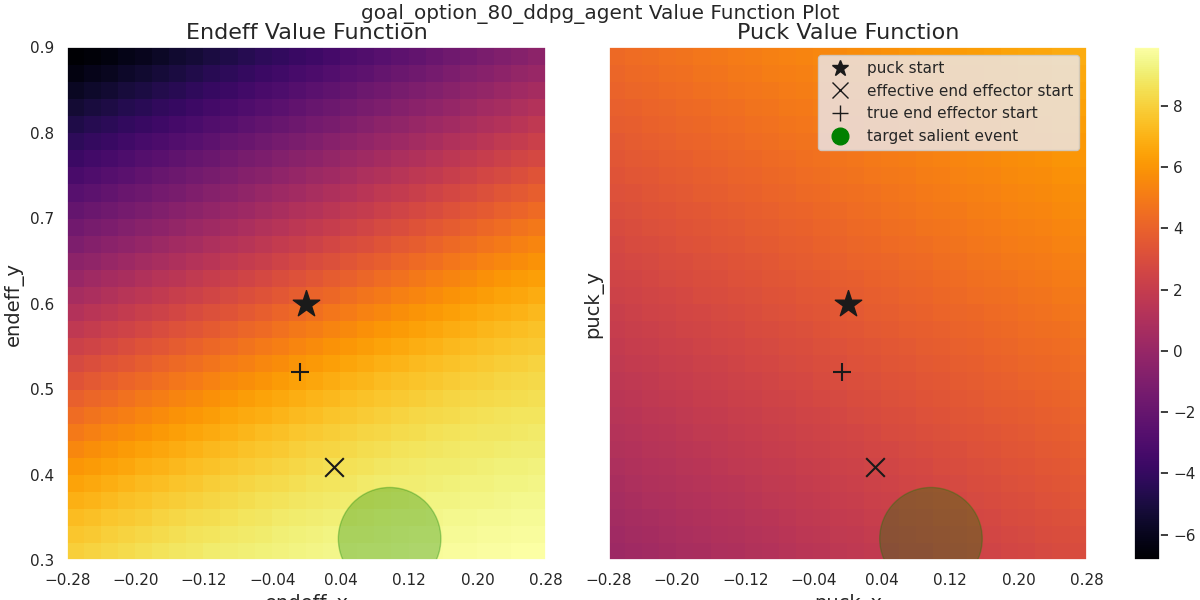 goal_option_80_ddpg_agent Value Function Plot
Endeff Value Function
Puck Value Function
0.9
0.8
0.7
0.6
0.5
0.4
0.3
endeff_y
−0.28
−0.20
−0.12
−0.04
0.04
0.12
0.20
0.28
endeff_x
puck start
effective end effector start
true end effector start
target salient event
puck_y
−0.28
−0.20
−0.12
−0.04
0.04
0.12
0.20
0.28
puck_x
8
6
4
2
0
−2
−4
−6